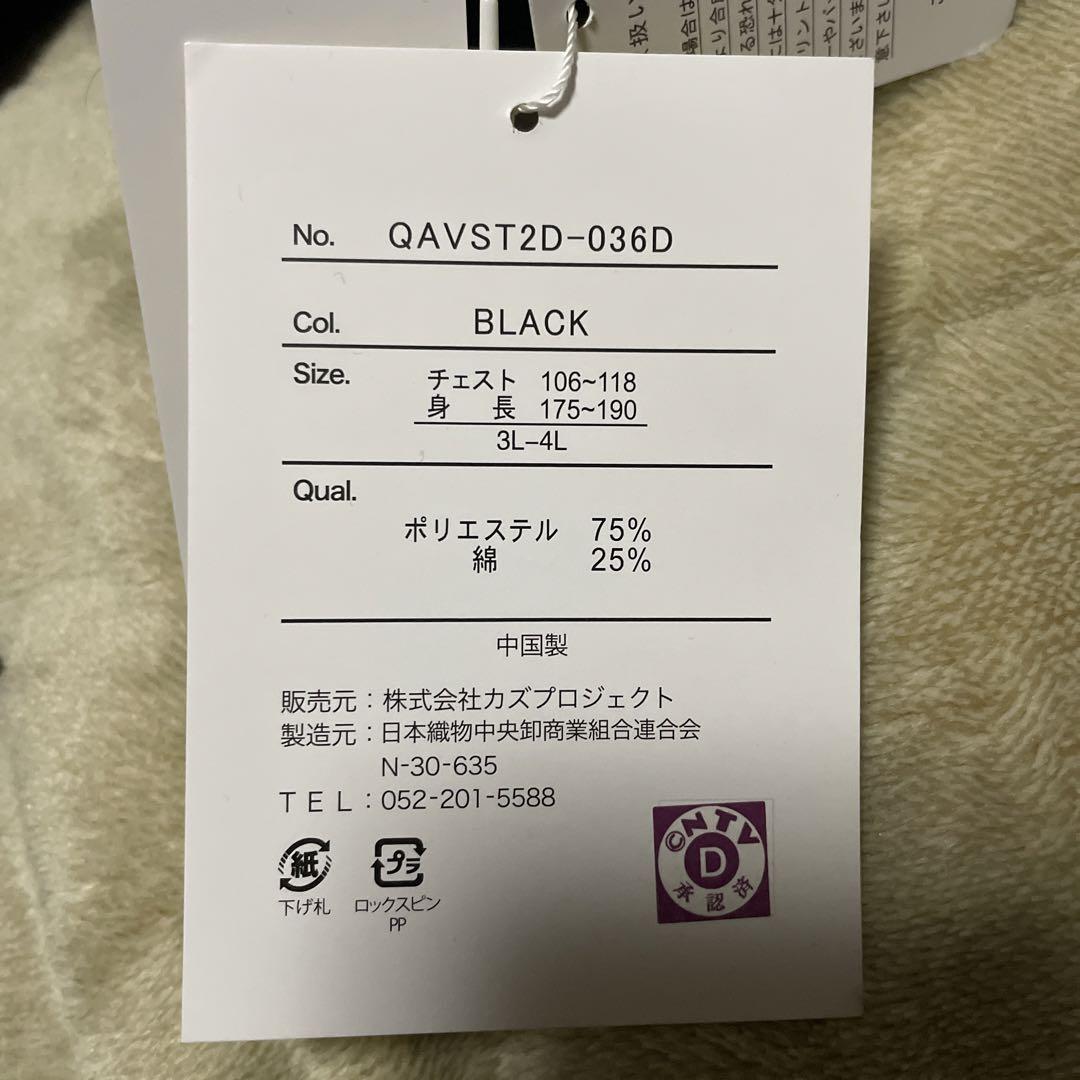 No. QAVST2D-036D
Col. BLACK
Size. チェスト 106~118
身 長 175~190
3L-4L
Qual.
ポリエステル 75%
綿 25%
中国製
販売元：株式会社カズプロジェクト
製造元：日本織物中央卸商業組合連合会
N-30-635
ＴＥＬ：052-201-5588
紙
下げ札
プラ
ロックスピン
PP
©NTV
D
承認済